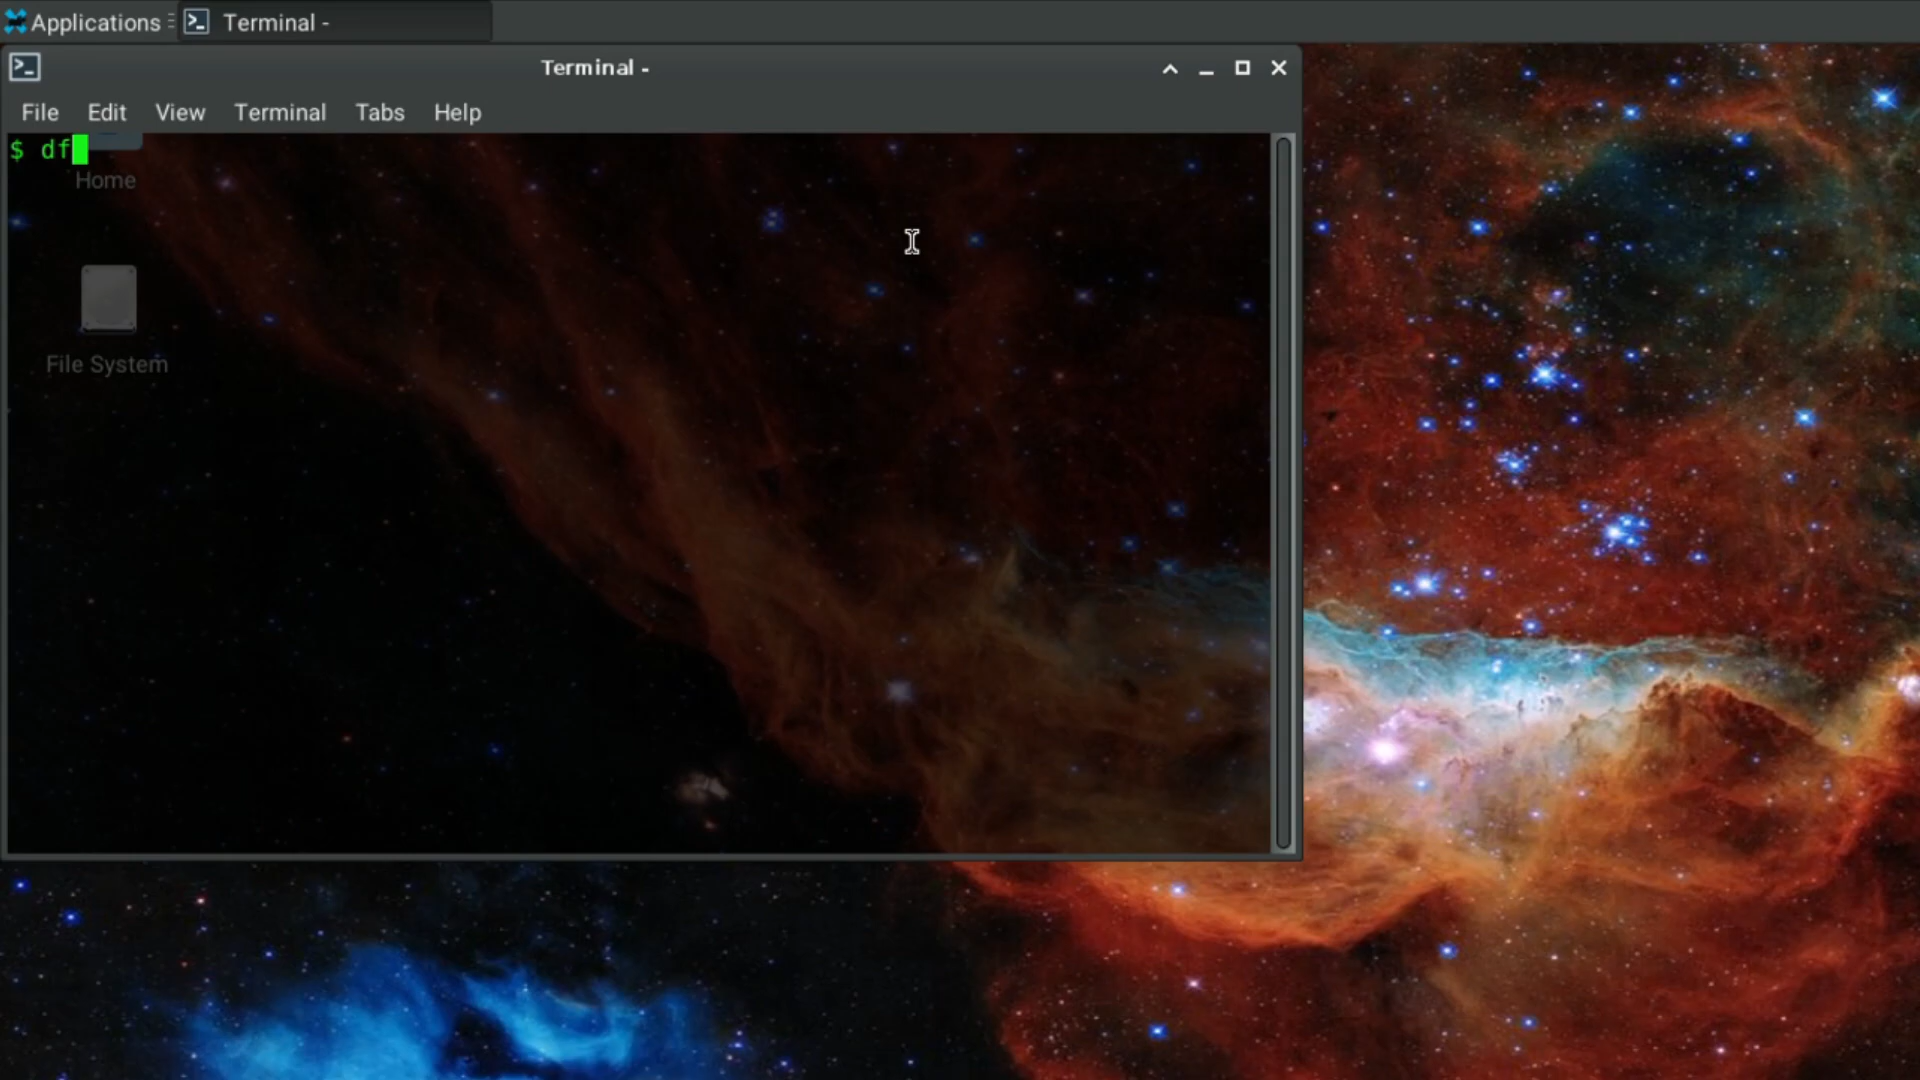 Applications Terminal -
Terminal -
File Edit View Terminal Tabs Help
$ df
Home
File System